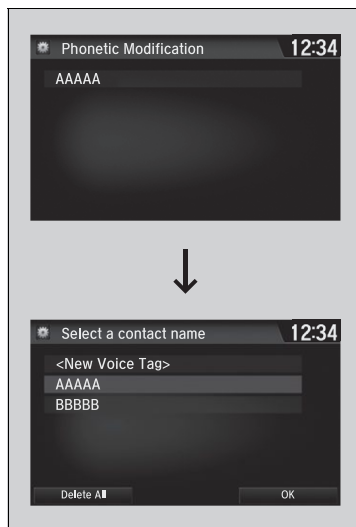 Phonetic Modification 12:34
AAAAA
Select a contact name 12:34
<New Voice Tag>
AAAAA
BBBBB
Delete All OK